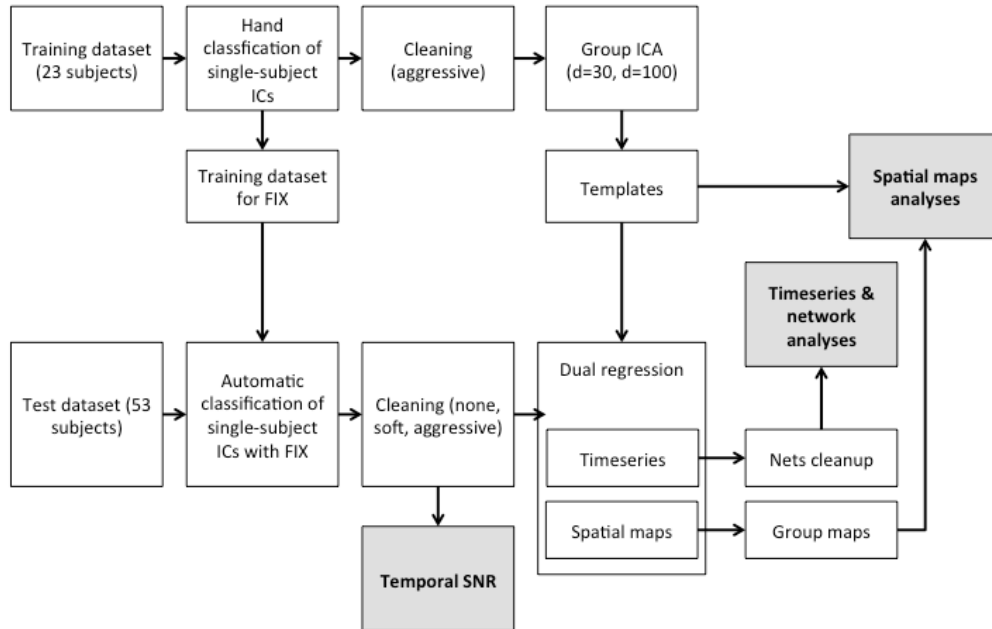 Training dataset
(23 subjects)
Hand
classfication of
single-subject
ICs
Cleaning
(aggressive)
Group ICA
(d=30, d=100)
Training dataset
for FIX
Templates
Spatial maps
analyses
Timeseries &
network
analyses
Test dataset (53
subjects)
Automatic
classification of
single-subject
ICs with FIX
Cleaning (none,
soft, aggressive)
Dual regression
Timeseries
Nets cleanup
Spatial maps
Group maps
Temporal SNR